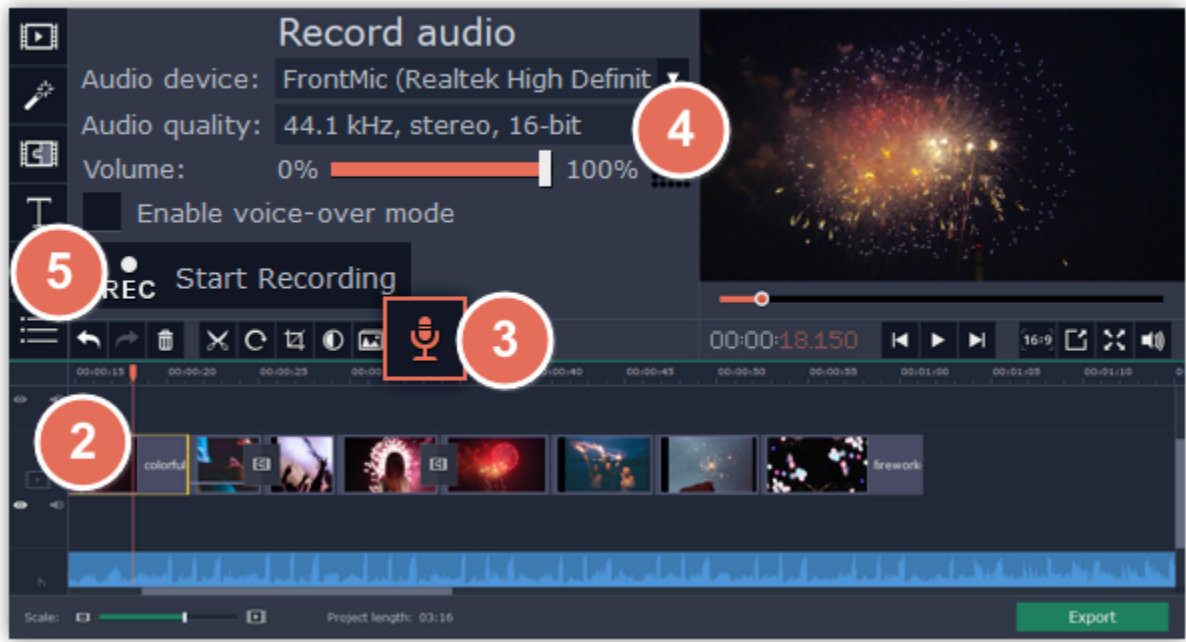 Record audio
Audio device: FrontMic (Realtek High Definit
Audio quality: 44.1 kHz, stereo, 16-bit
4
Volume: 0% 100%
T
Enable voice-over mode
5
REC Start Recording
3
00:00:18.150
16:9
00:00:15 00:00:20 00:00:25 00:00:40 00:00:45 00:00:50 00:00:55 00:01:00 00:01:05 00:01:10
2
colorful
firework
Scale: Project length: 03:16 Export